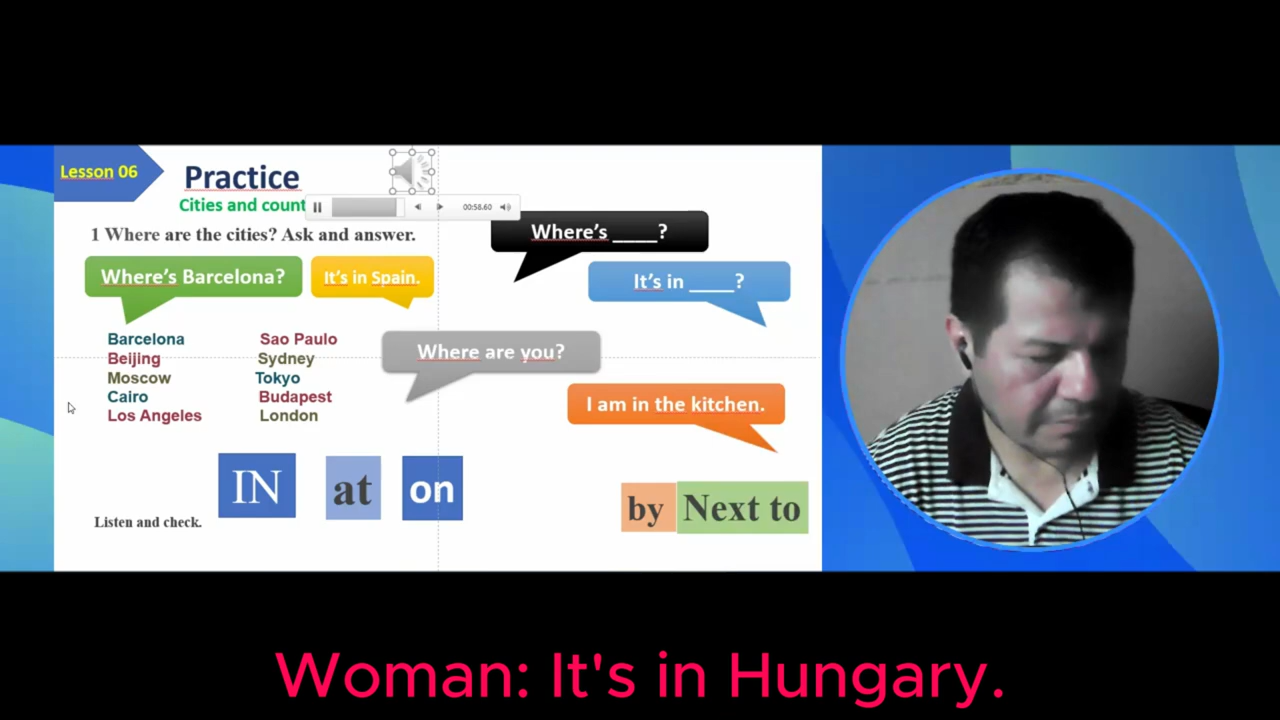 Lesson 06
Practice
Cities and count
00:58.60
1 Where are the cities? Ask and answer.
Where's ____?
Where's Barcelona?
It's in Spain.
It's in ____?
Barcelona
Beijing
Moscow
Cairo
Los Angeles
Sao Paulo
Sydney
Tokyo
Budapest
London
Where are you?
I am in the kitchen.
IN
at
on
by
Next to
Listen and check.
Woman: It's in Hungary.